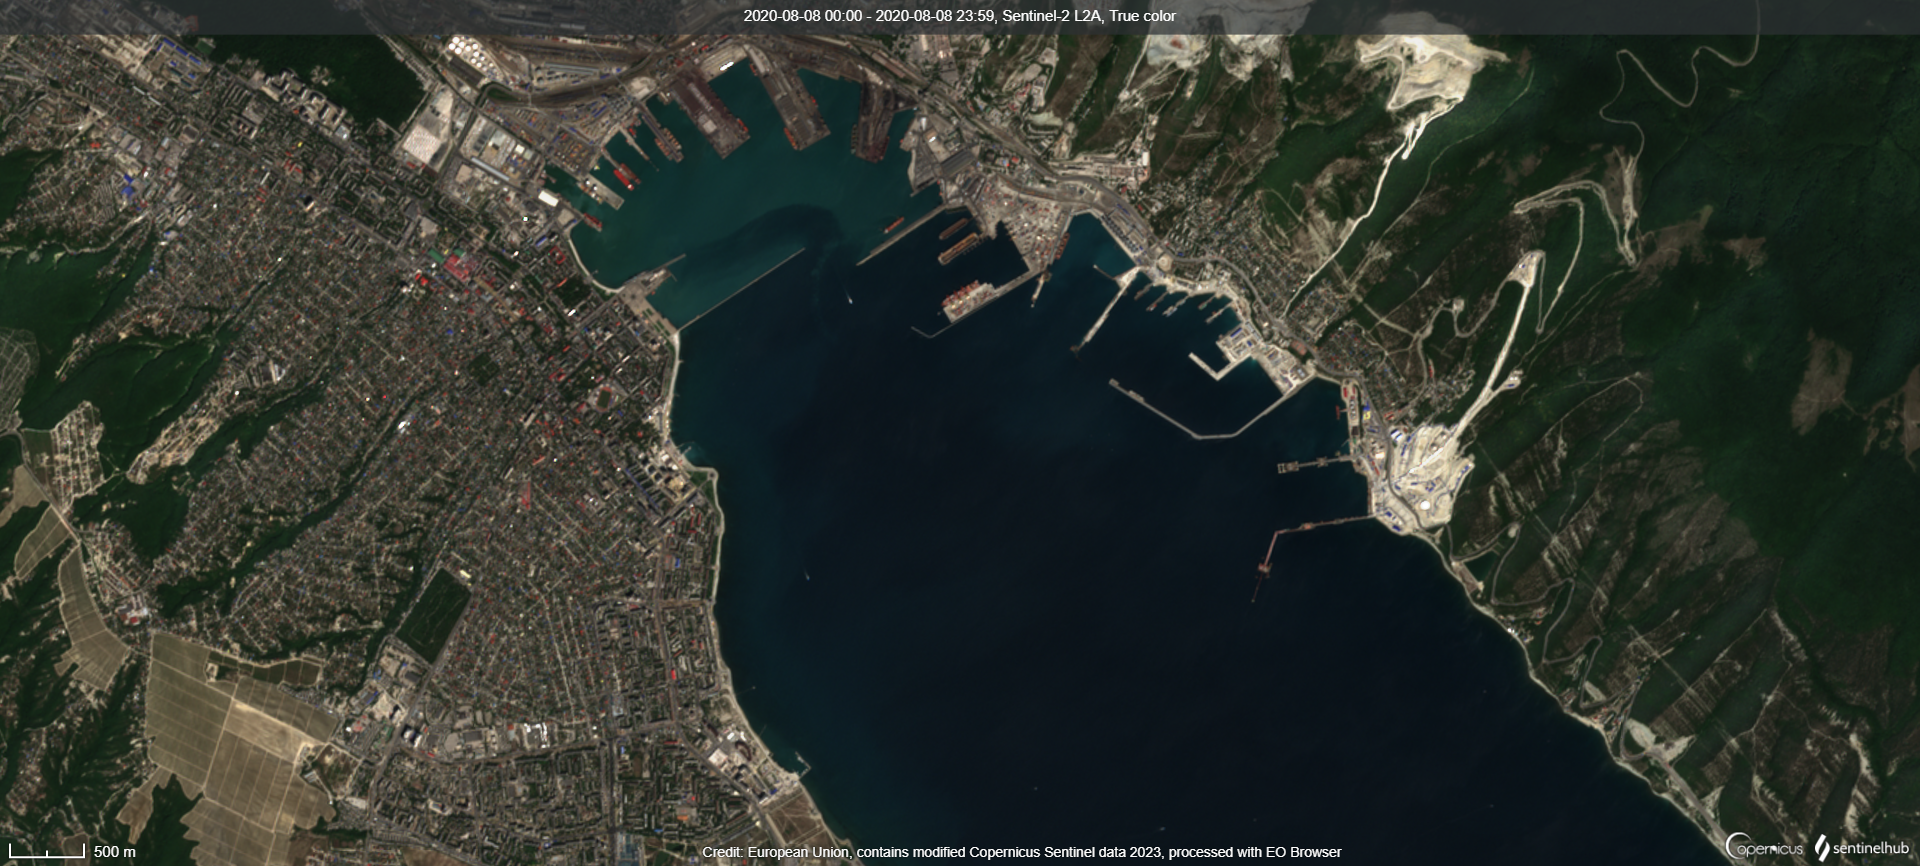 2020-08-08 00:00 - 2020-08-08 23:59, Sentinel-2 L2A, True color
500 m
Credit: European Union, contains modified Copernicus Sentinel data 2023, processed with EO Browser
opernicus
sentinelhub